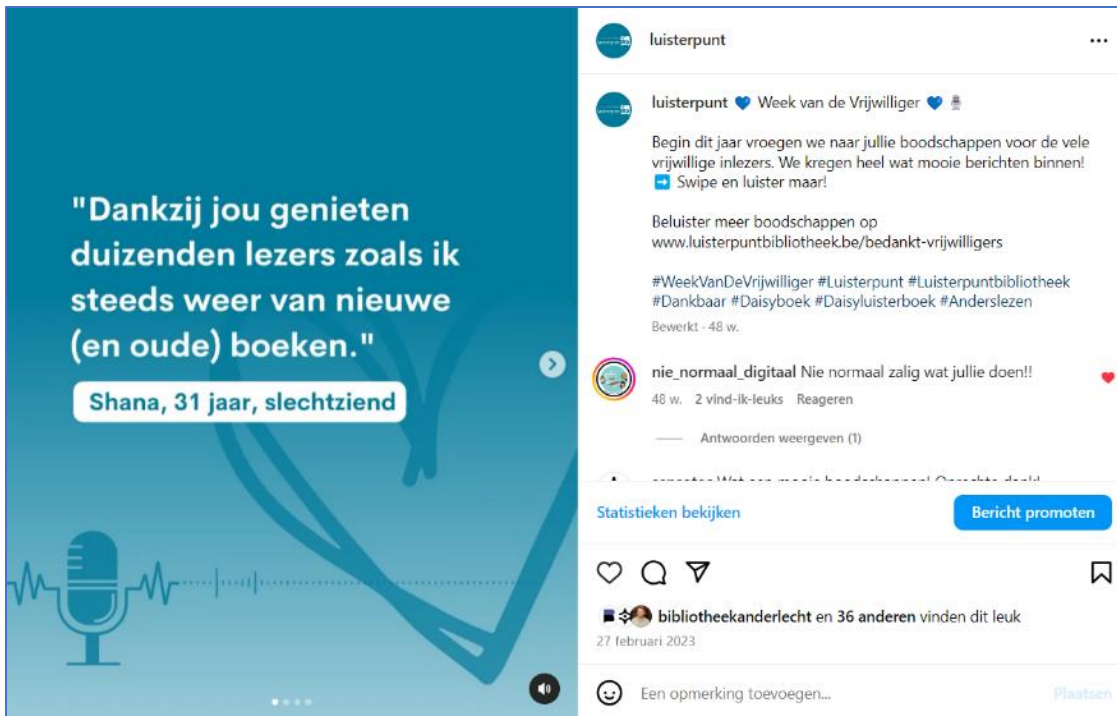 "Dankzij jou genieten
duizenden lezers zoals ik
steeds weer van nieuwe
(en oude) boeken."
Shana, 31 jaar, slechtziend
luisterpunt
luisterpunt 💙 Week van de Vrijwilliger 💙 🎙️
Begin dit jaar vroegen we naar jullie boodschappen voor de vele
vrijwillige inlezers. We kregen heel wat mooie berichten binnen!
➡️ Swipe en luister maar!
Beluister meer boodschappen op
www.luisterpuntbibliotheek.be/bedankt-vrijwilligers
#WeekVanDeVrijwilliger #Luisterpunt #Luisterpuntbibliotheek
#Dankbaar #Daisyboek #Daisyluisterboek #Anderslezen
Bewerkt · 48 w.
nie_normaal_digitaal Nie normaal zalig wat jullie doen!!
48 w. 2 vind-ik-leuks Reageren
Antwoorden weergeven (1)
Statistieken bekijken
Bericht promoten
bibliotheekanderlecht en 36 anderen vinden dit leuk
27 februari 2023
Een opmerking toevoegen...
Plaatsen